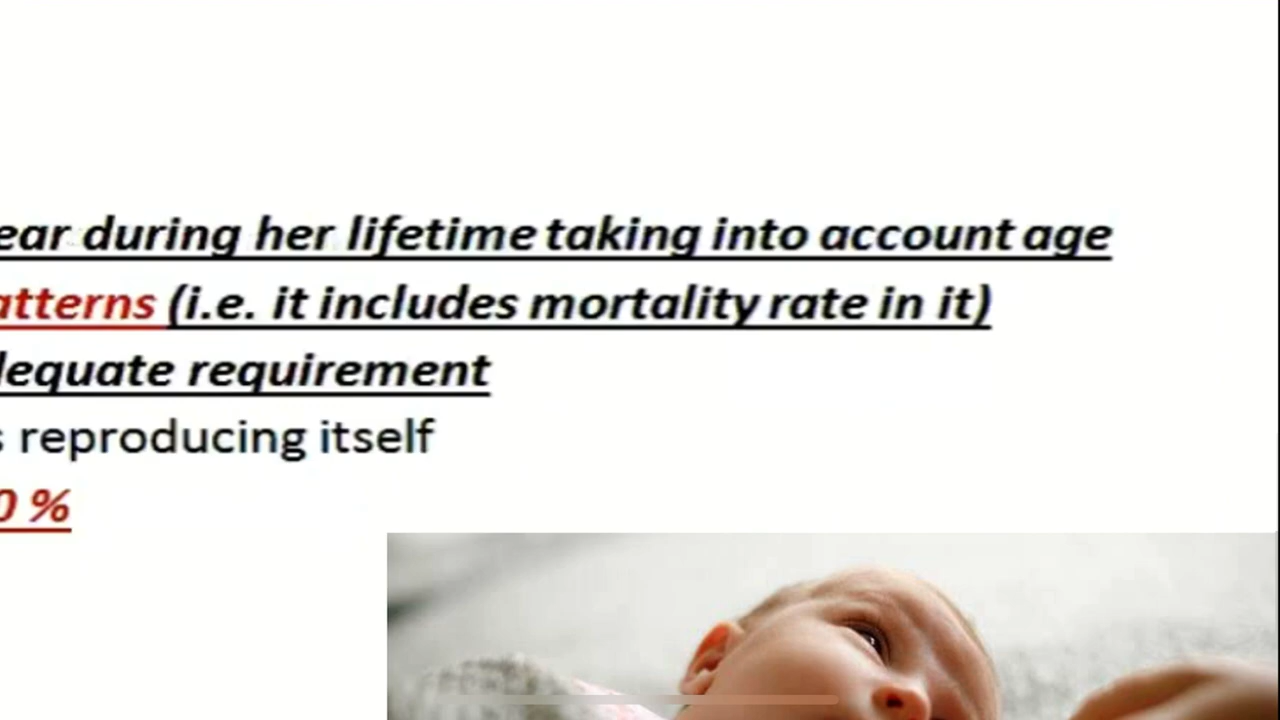 ear during her lifetime taking into account age
atterns (i.e. it includes mortality rate in it)
lequate requirement
s reproducing itself
0 %